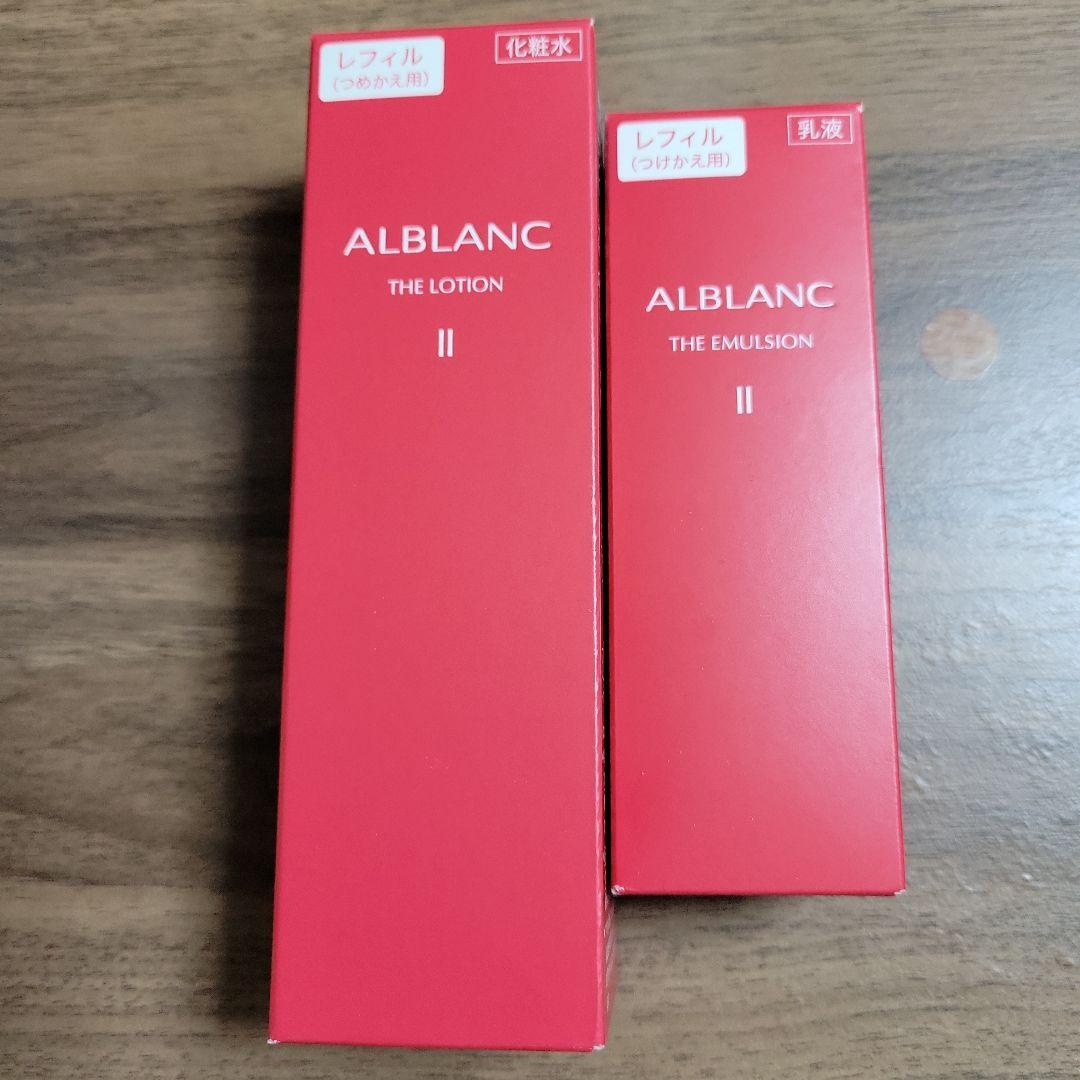 レフィル
(つめかえ用)
化粧水
ALBLANC
THE LOTION
II
レフィル
(つけかえ用)
乳液
ALBLANC
THE EMULSION
II